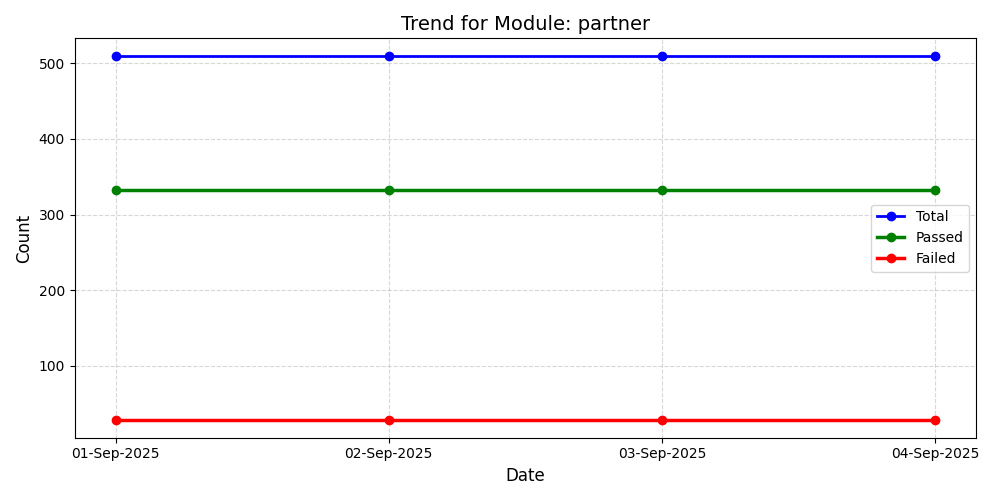 Trend for Module: partner
500
400
300
200
100
Count
Total
Passed
Failed
01-Sep-2025
02-Sep-2025
03-Sep-2025
04-Sep-2025
Date